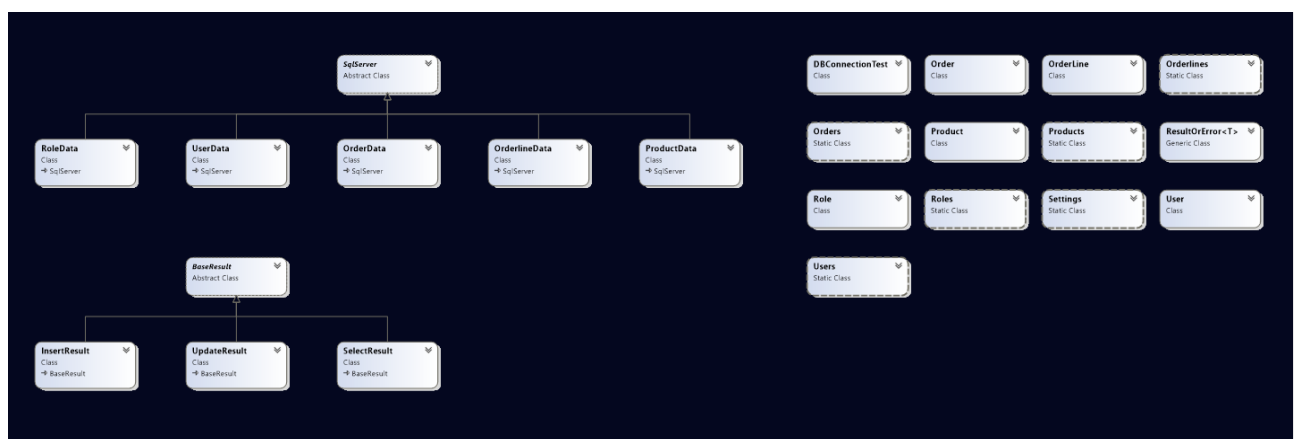 SqlServer
Abstract Class
RoleData
Class
SqlServer
UserData
Class
SqlServer
OrderData
Class
SqlServer
OrderlineData
Class
SqlServer
ProductData
Class
SqlServer
BaseResult
Abstract Class
InsertResult
Class
BaseResult
UpdateResult
Class
BaseResult
SelectResult
Class
BaseResult
DBConnectionTest
Class
Order
Class
OrderLine
Class
Orderlines
Static Class
Orders
Static Class
Product
Class
Products
Static Class
ResultOrError<T>
Generic Class
Role
Class
Roles
Static Class
Settings
Static Class
User
Class
Users
Static Class